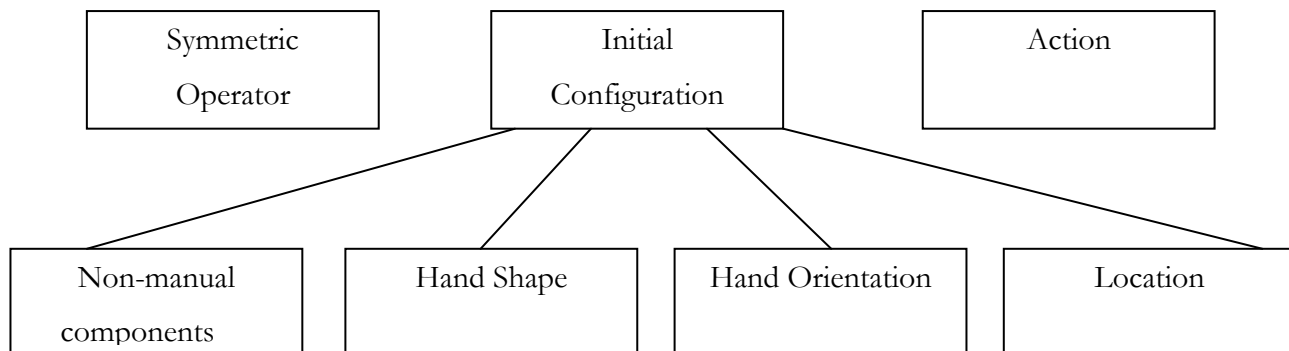 Symmetric
Operator
Initial
Configuration
Action
Non-manual
components
Hand Shape
Hand Orientation
Location